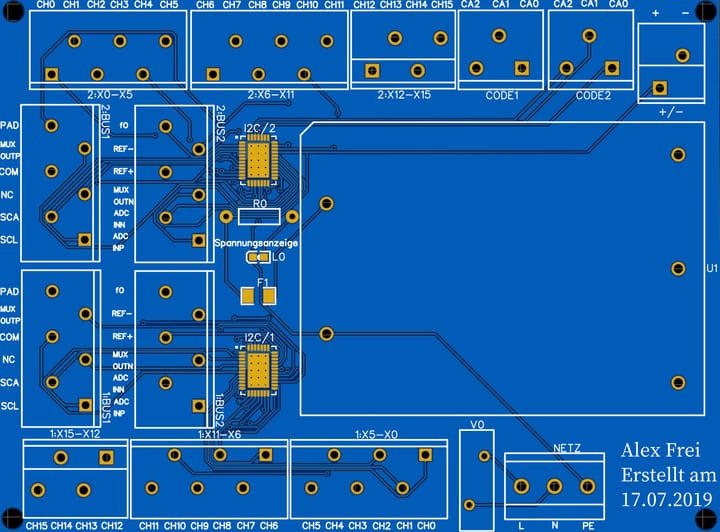 CH0 CH1 CH2 CH3 CH4 CH5 CH6 CH7 CH8 CH9 CH10 CH11 CH12 CH13 CH14 CH15 CA2 CA1 CA0 CA2 CA1 CA0 + -
2:X0-X5 2:X6-X11 2:X12-X15 CODE1 CODE2 +/-
PAD
MUX
OUTP
COM
NC
SCA
SCL
2:BUS1
f0
REF-
REF+
MUX
OUTN
ADC
INN
ADC
INP
2:BUS2
I2C/2
R0
Spannungsanzeige
L0
F1
U1
PAD
MUX
OUTP
COM
NC
SCA
SCL
1:BUS1
f0
REF-
REF+
MUX
OUTN
ADC
INN
ADC
INP
1:BUS2
I2C/1
1:X15-X12 1:X11-X6 1:X5-X0 V0 NETZ
CH15 CH14 CH13 CH12 CH11 CH10 CH9 CH8 CH7 CH6 CH5 CH4 CH3 CH2 CH1 CH0 L N PE
Alex Frei
Erstellt am
17.07.2019